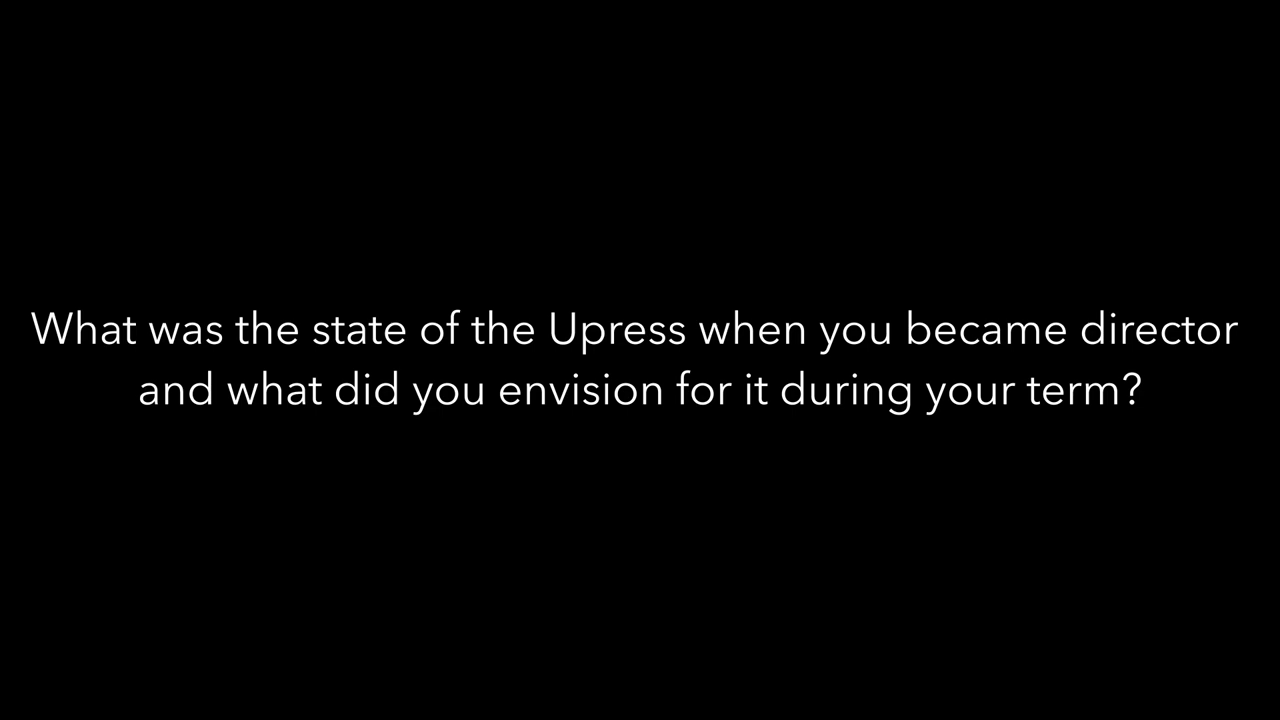 What was the state of the Upress when you became director
and what did you envision for it during your term?